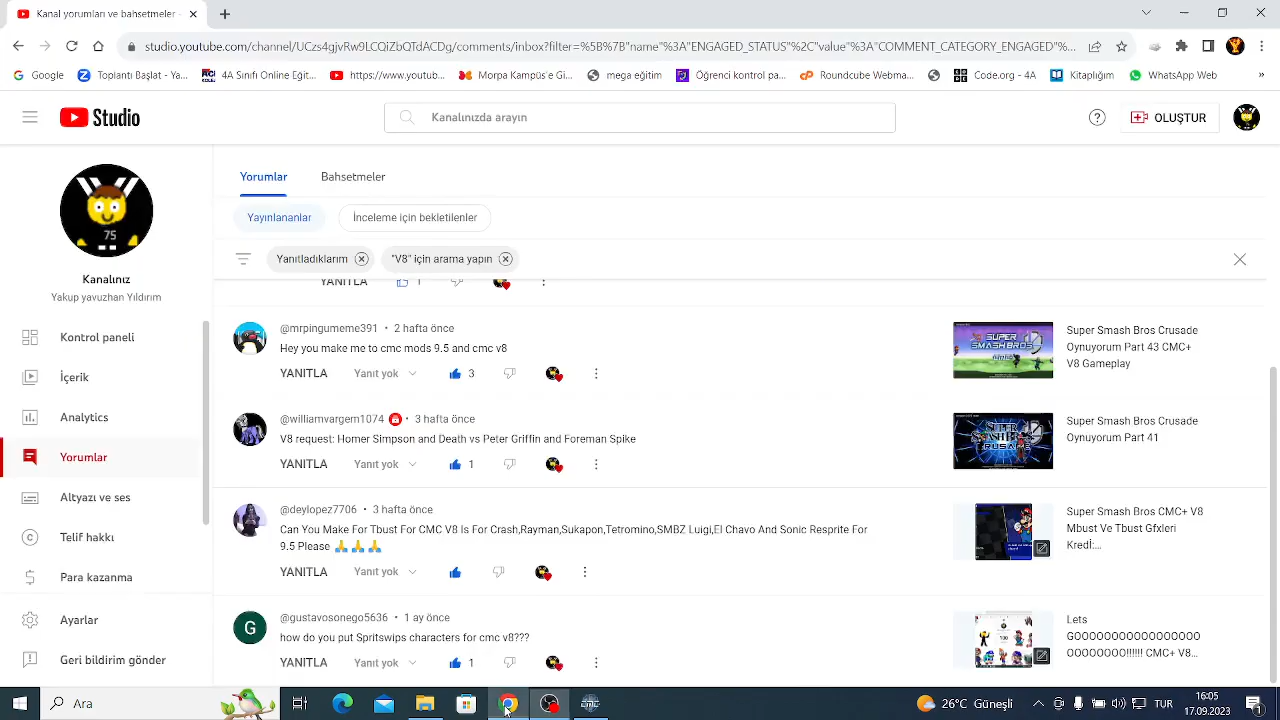 Kanal yorumları ve bahsetmeler -
studio.youtube.com/channel/UCzs4gjvRw9LCQiZbQTdACDg/comments/inbox?filter=%5B%7B"name"%3A"ENGAGED_STATUS"%2C"value"%3A"COMMENT_CATEGORY_ENGAGED"%...
Google
Toplantı Başlat - Ya...
4A Sınıfı Online Eğit...
https://www.youtub...
Morpa Kampüs e Gi...
mega eğitim
Öğrenci kontrol pa...
Roundcube Webma...
Code.org - 4A
Kitaplığım
WhatsApp Web
»
Studio
Kanalınızda arayın
OLUŞTUR
75
Kanalınız
Yakup yavuzhan Yıldırım
Kontrol paneli
İçerik
Analytics
Yorumlar
Altyazı ve ses
Telif hakkı
Para kazanma
Ayarlar
Geri bildirim gönder
Yorumlar
Bahsetmeler
Yayınlananlar
İnceleme için bekletilenler
Yanıtladıklarım
"V8" için arama yapın
YANITLA
1
@mrpingumeme391 • 2 hafta önce
Hey you make me to cmc mods 9.5 and cmc v8
YANITLA Yanıt yok 3
Super Smash Bros Crusade
Oynuyorum Part 43 CMC+
V8 Gameplay
@williamvargem1074 • 3 hafta önce
V8 request: Homer Simpson and Death vs Peter Griffin and Foreman Spike
YANITLA Yanıt yok 1
Super Smash Bros Crusade
Oynuyorum Part 41
@deylopez7706 • 3 hafta önce
Can You Make For Tbust For CMC V8 Is For Crash,Rayman,Sukapon,Tetromino,SMBZ Luigi,El Chavo And Sonic Resprite For
9.5 Please 🙏🙏🙏
YANITLA Yanıt yok
Super Smash Bros CMC+ V8
Mbust Ve Tbust Gfxleri
Kredİ:...
G
@gustavosonego5636 • 1 ay önce
how do you put Spritswips characters for cmc v8???
YANITLA Yanıt yok 1
Lets
GOOOOOOOOOOOOOOOOO
OOOOOOOO!!!!!! CMC+ V8...
Ara
26°C Güneşli
TUR
16:05
17.09.2023